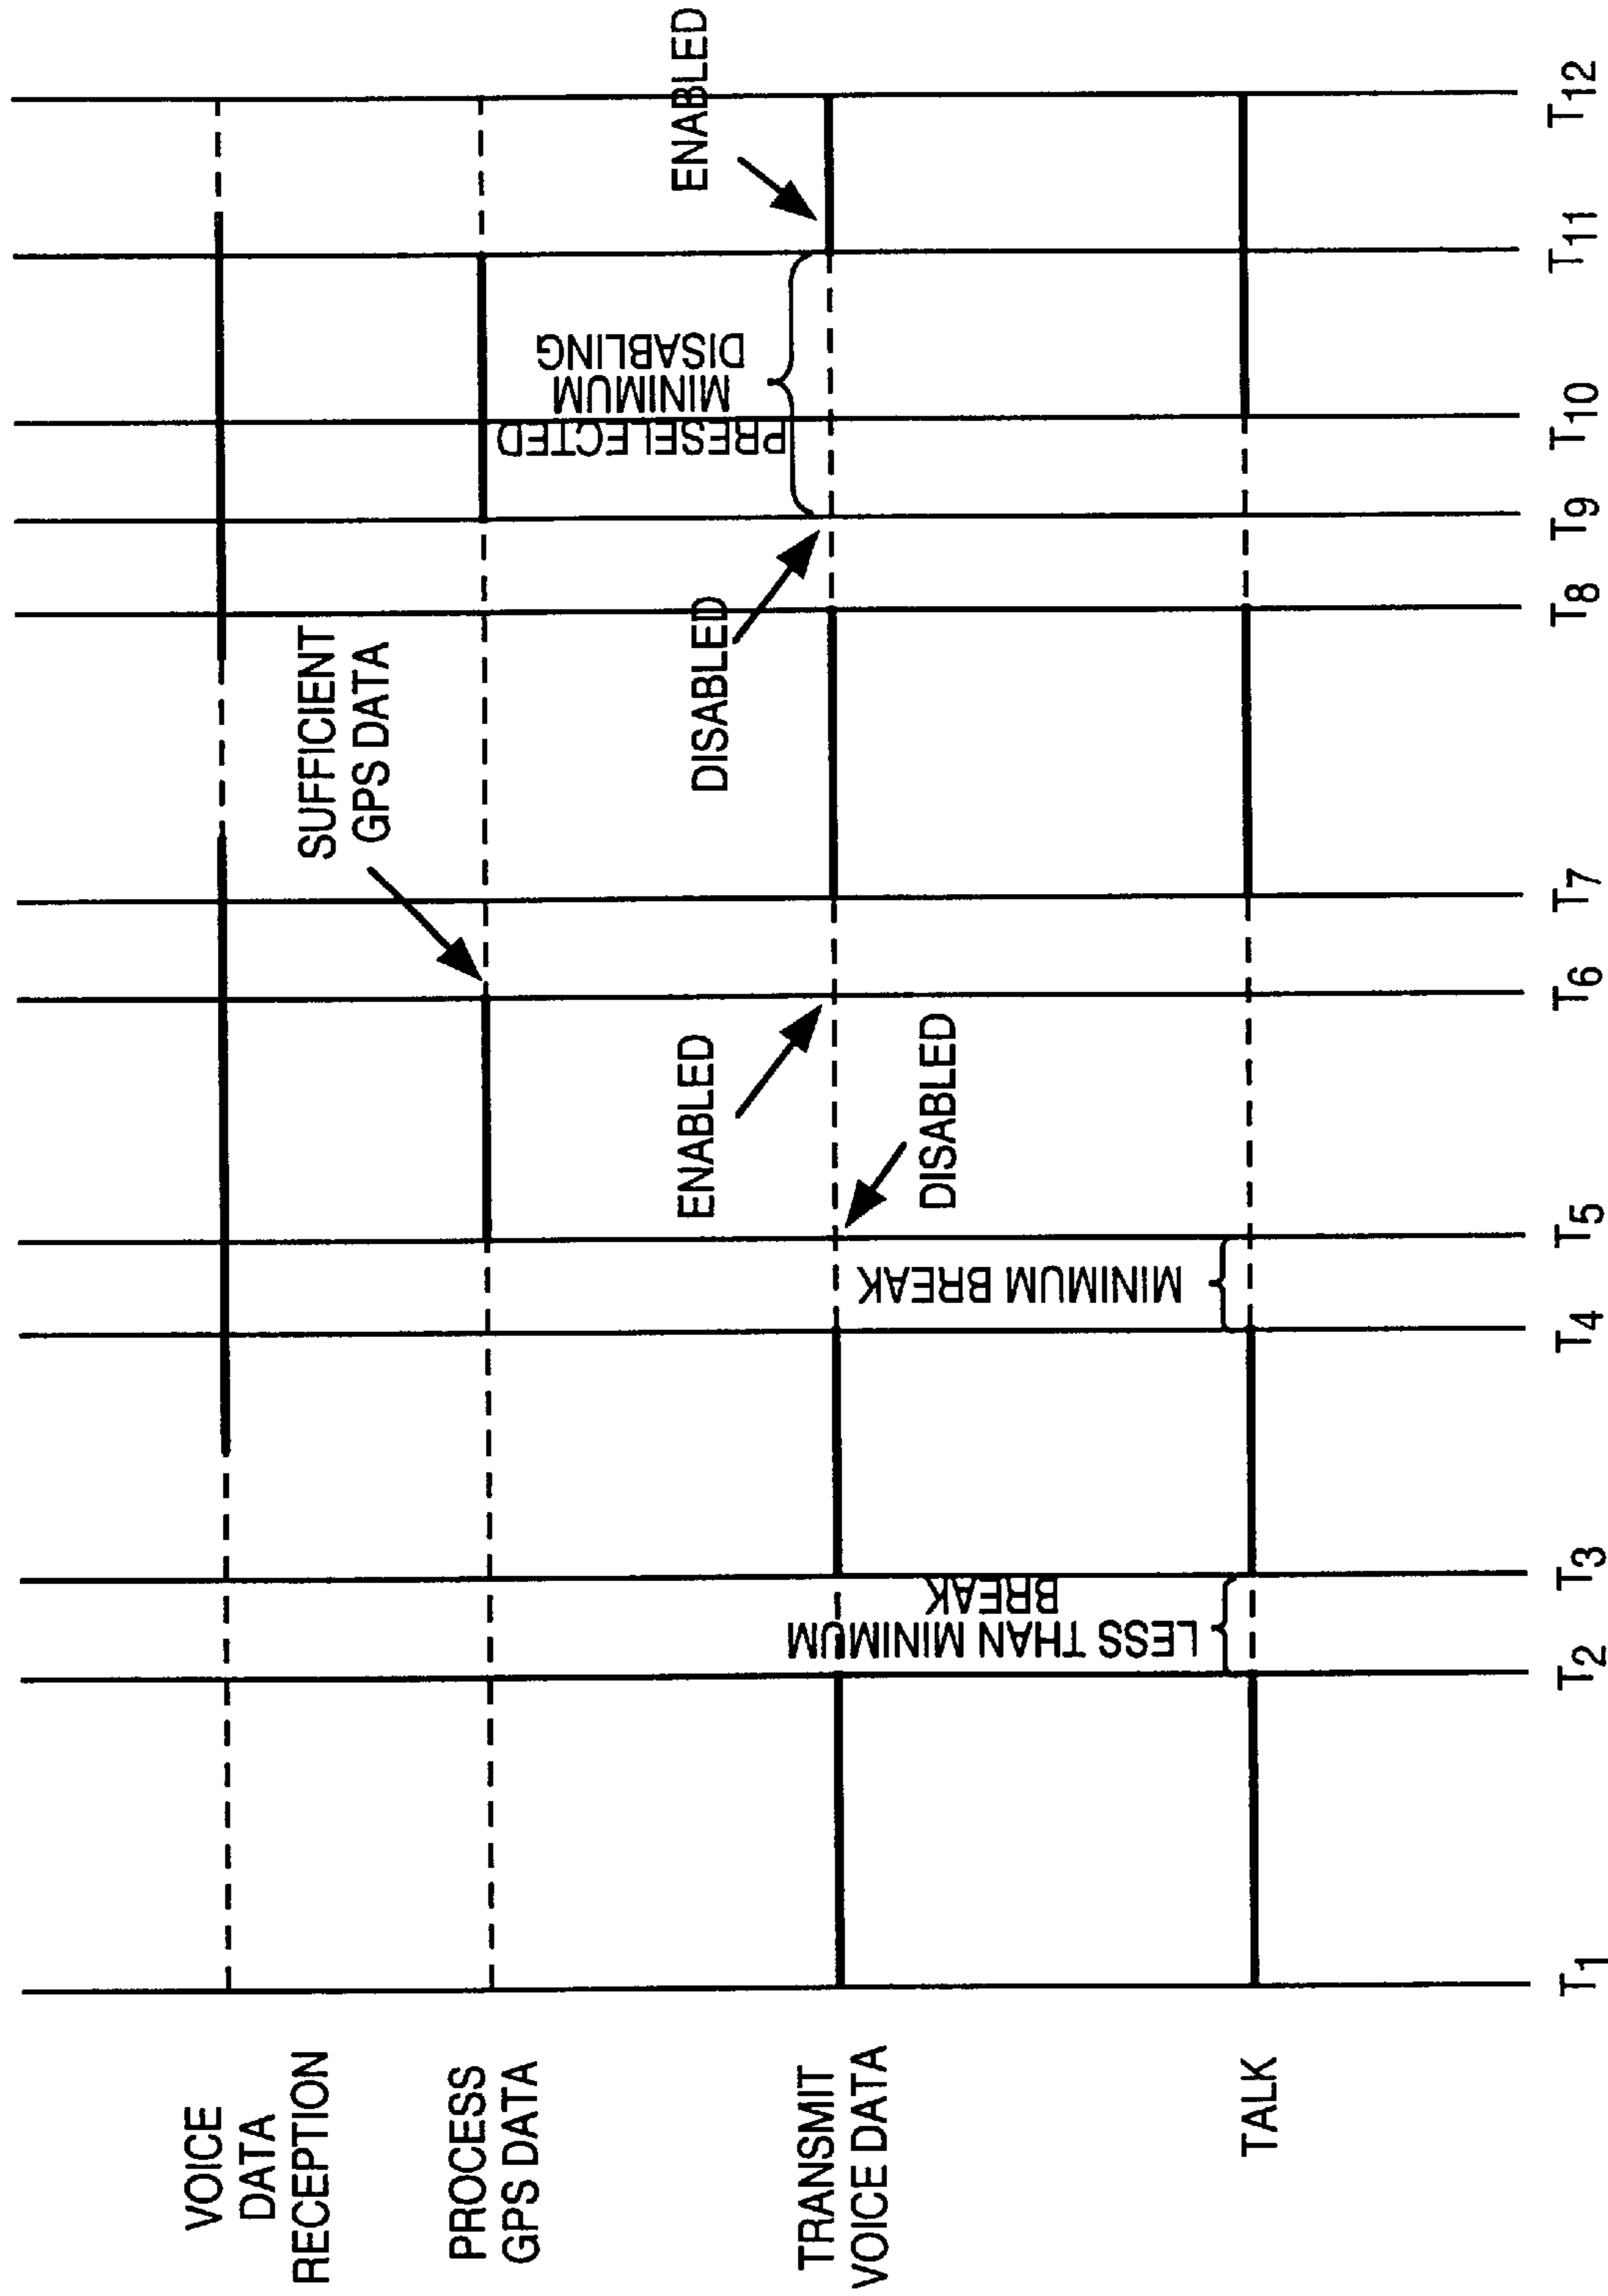 VOICE
DATA
RECEPTION
PROCESS
GPS DATA
TRANSMIT
VOICE DATA
TALK
SUFFICIENT
GPS DATA
ENABLED
DISABLED
DISABLED
ENABLED
PRESELECTED
MINIMUM
DISABLING
LESS THAN MINIMUM
BREAK
MINIMUM BREAK
T1
T2
T3
T4
T5
T6
T7
T8
T9
T10
T11
T12